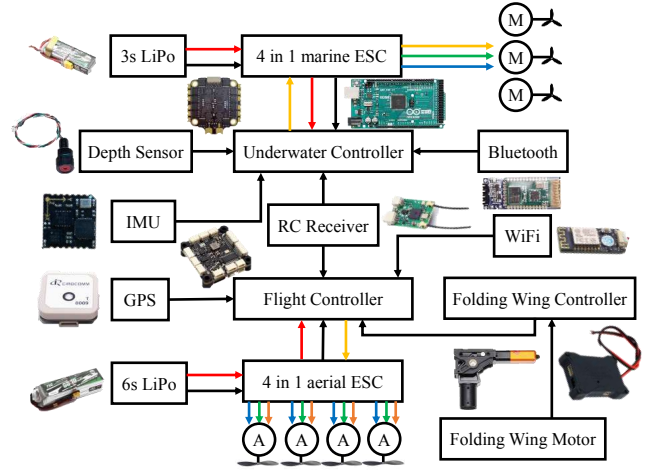 3s LiPo
4 in 1 marine ESC
M
M
M
Depth Sensor
Underwater Controller
Bluetooth
IMU
RC Receiver
WiFi
GPS
Flight Controller
Folding Wing Controller
6s LiPo
4 in 1 aerial ESC
A
A
A
A
Folding Wing Motor